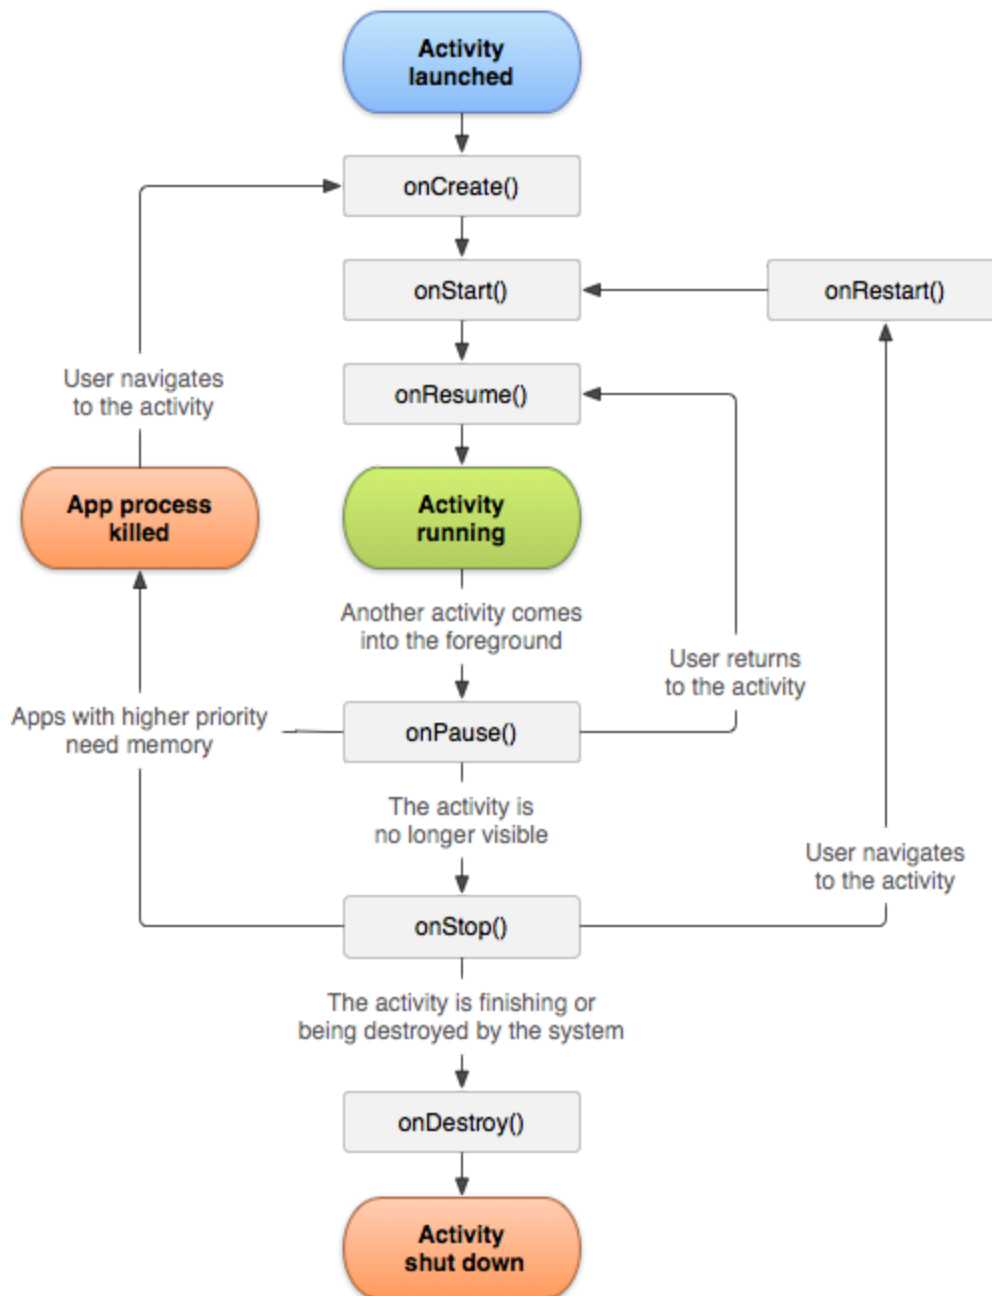 Activity
launched
onCreate()
onStart()
onRestart()
User navigates
to the activity
onResume()
App process
killed
Activity
running
Another activity comes
into the foreground
User returns
to the activity
Apps with higher priority
need memory
onPause()
The activity is
no longer visible
User navigates
to the activity
onStop()
The activity is finishing or
being destroyed by the system
onDestroy()
Activity
shut down